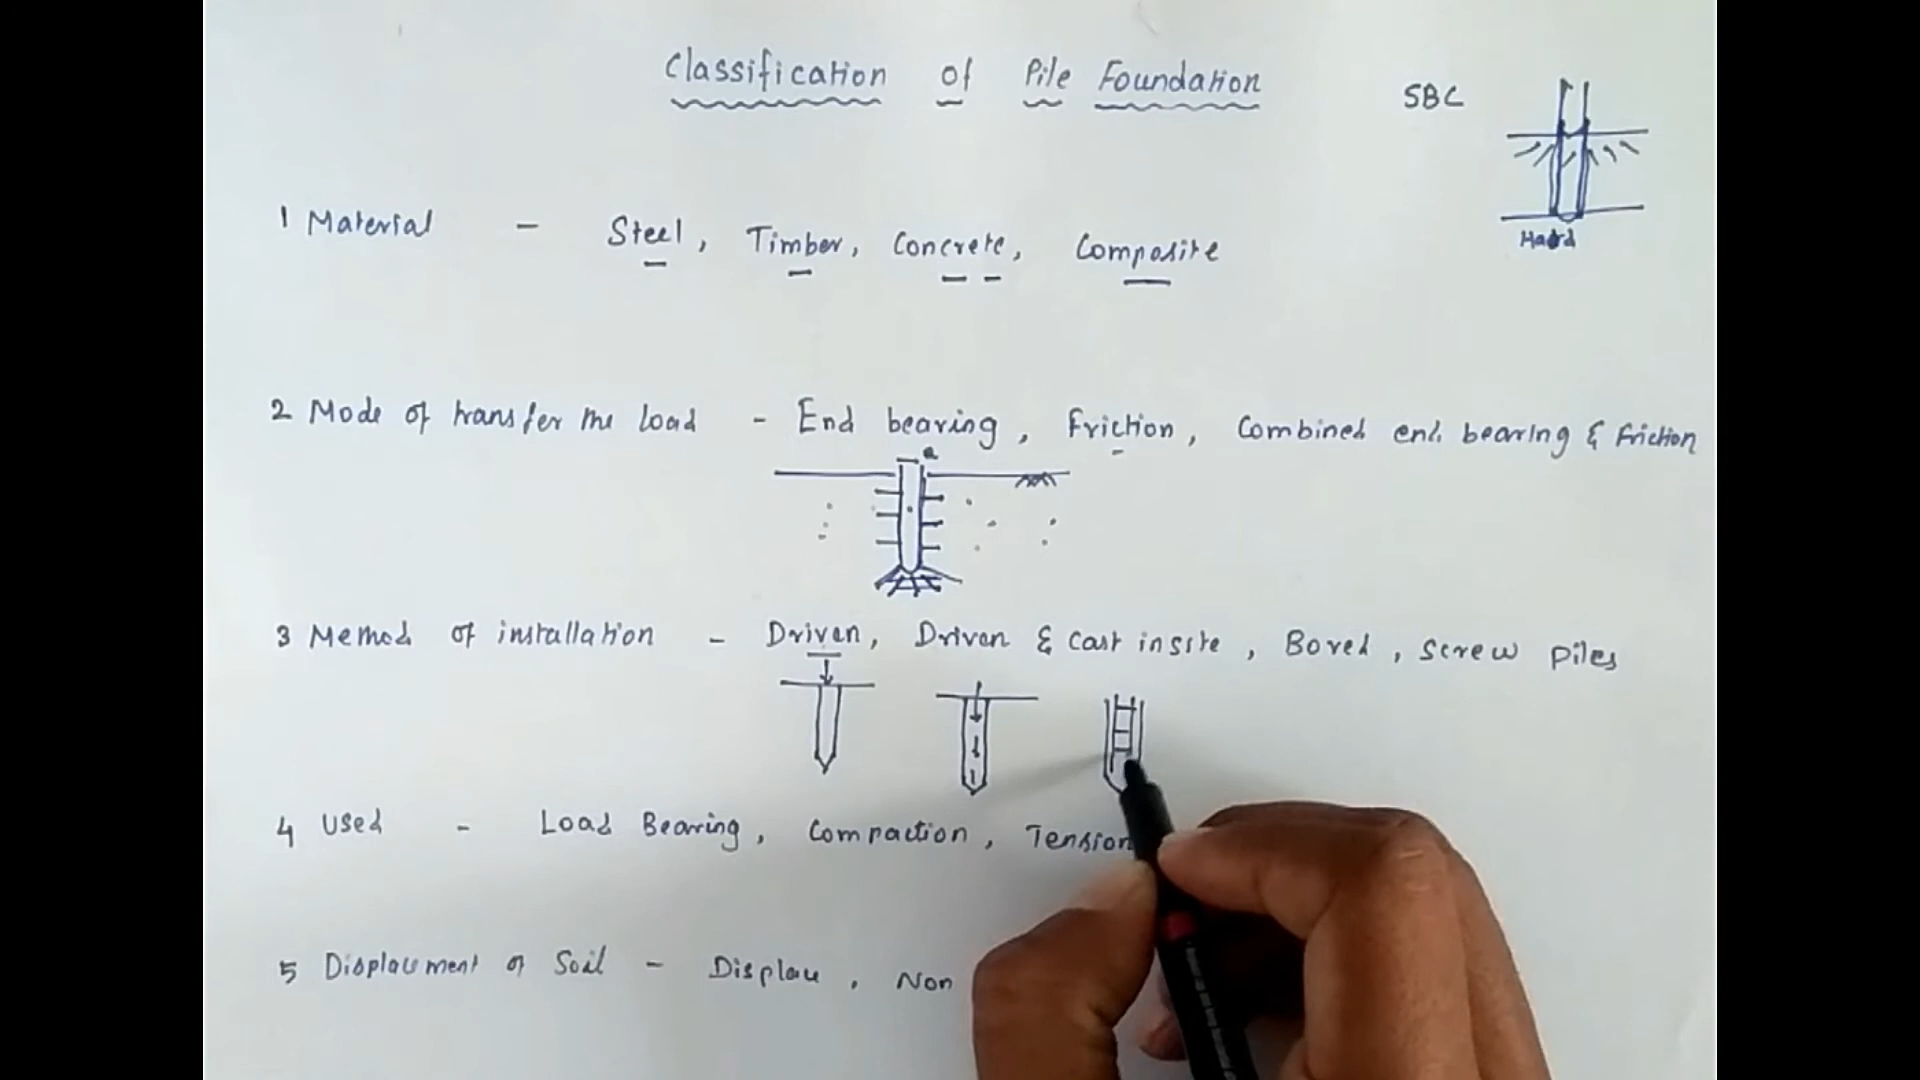 Classification of Pile Foundation
SBC
Hard
1 Material - Steel, Timber, Concrete, Composite
2 Mode of transfer the load - End bearing, Friction, Combined end bearing & Friction
a
3 Method of installation - Driven, Driven & cast insite, Bored, Screw Piles
4 Used - Load Bearing, Compaction, Tension
5 Displacment of Soil - Displace, Non